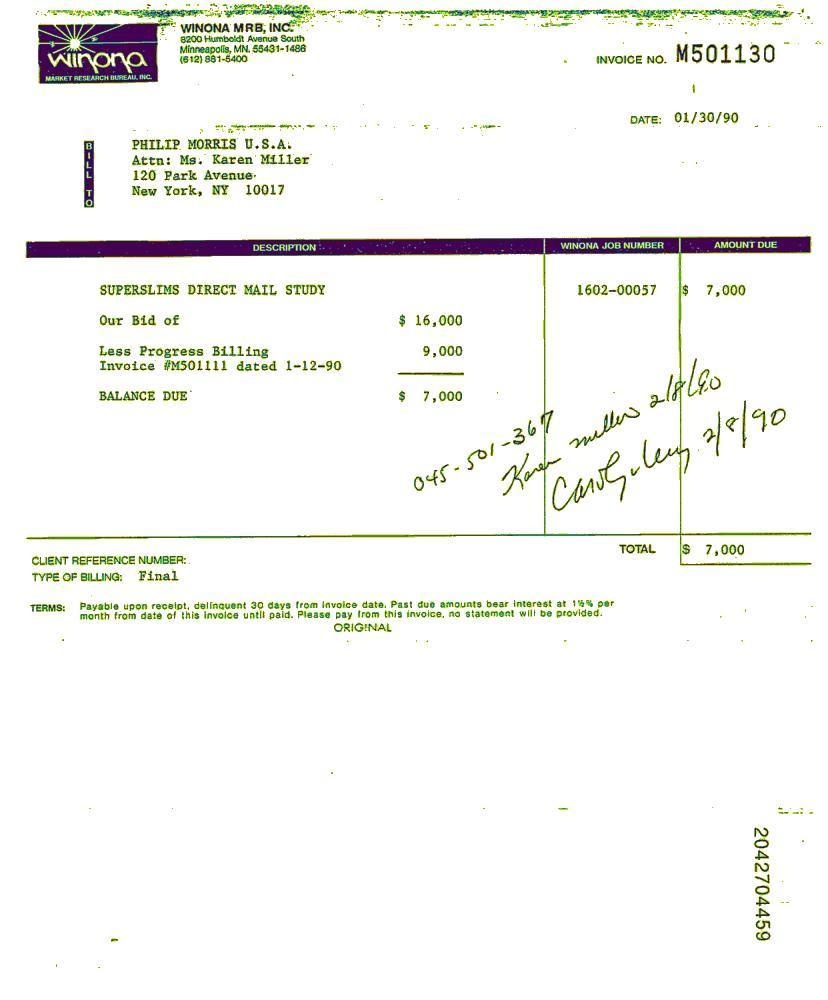 winona
MARKET RESEARCH BUREAU, INC.
WINONA MRB, INC.
8200 Humboldt Avenue South
Minneapolis, MN. 55431-1486
(612) 881-5400
INVOICE NO. M501130
DATE: 01/30/90
BILL TO
PHILIP MORRIS U.S.A.
Attn: Ms. Karen Miller
120 Park Avenue
New York, NY 10017
DESCRIPTION WINONA JOB NUMBER AMOUNT DUE
SUPERSLIMS DIRECT MAIL STUDY 1602-00057 $ 7,000
Our Bid of $ 16,000
Less Progress Billing 9,000
Invoice #M501111 dated 1-12-90
BALANCE DUE $ 7,000
045-501-367
Karen Miller 2/8/90
Carol 2/8/90
TOTAL $ 7,000
CLIENT REFERENCE NUMBER:
TYPE OF BILLING: Final
TERMS: Payable upon receipt, delinquent 30 days from invoice date. Past due amounts bear interest at 1½% per
month from date of this invoice until paid. Please pay from this invoice, no statement will be provided.
ORIGINAL
2042704459